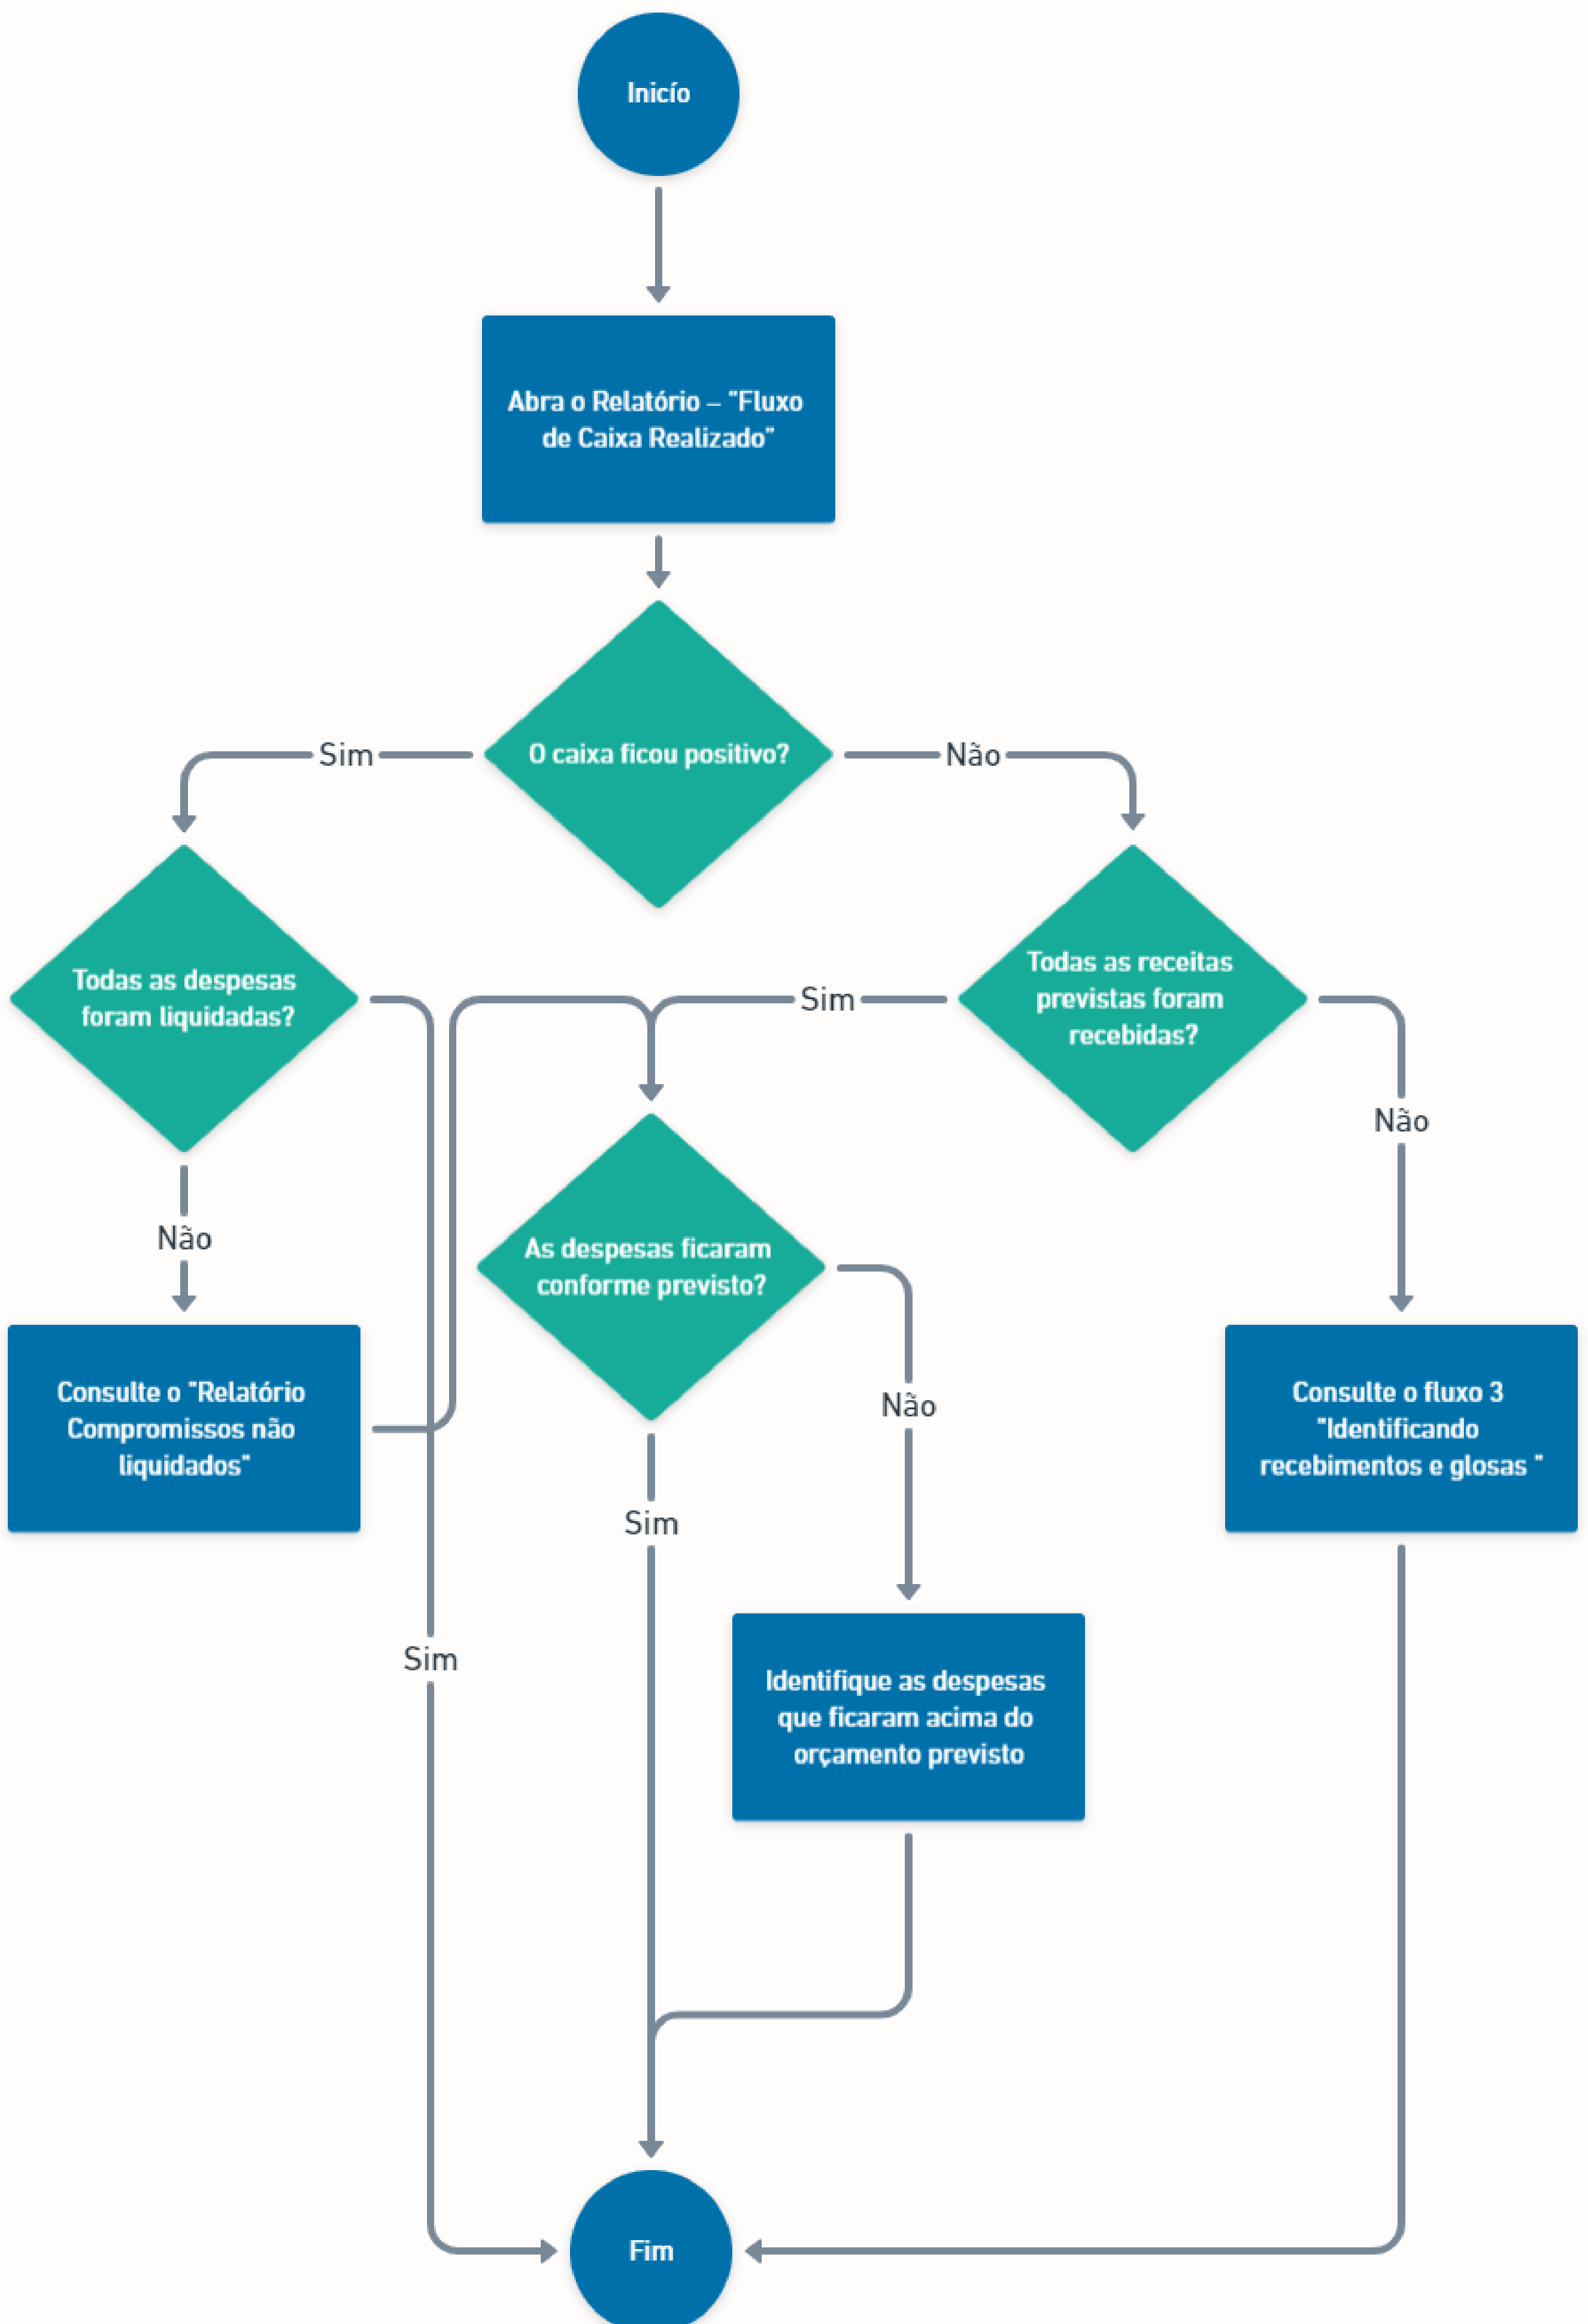 Inicío
Abra o Relatório – "Fluxo
de Caixa Realizado"
O caixa ficou positivo?
Sim
Não
Todas as despesas
foram liquidadas?
Sim
Todas as receitas
previstas foram
recebidas?
Não
Não
As despesas ficaram
conforme previsto?
Consulte o "Relatório
Compromissos não
liquidados"
Não
Consulte o fluxo 3
"Identificando
recebimentos e glosas "
Sim
Sim
Identifique as despesas
que ficaram acima do
orçamento previsto
Fim